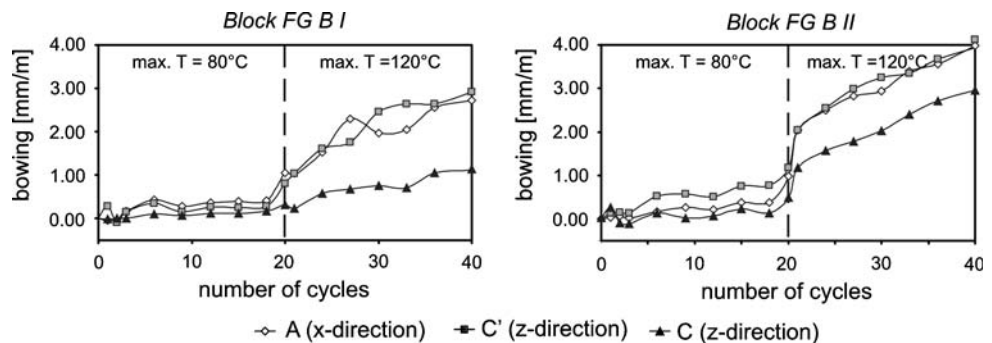 Block FG B I
Block FG B II
4.00
3.00
2.00
1.00
0.00
bowing [mm/m]
max. T = 80°C
max. T =120°C
0
10
20
30
40
number of cycles
4.00
3.00
2.00
1.00
0.00
bowing [mm/m]
max. T = 80°C
max. T =120°C
0
10
20
30
40
number of cycles
A (x-direction) C' (z-direction) C (z-direction)